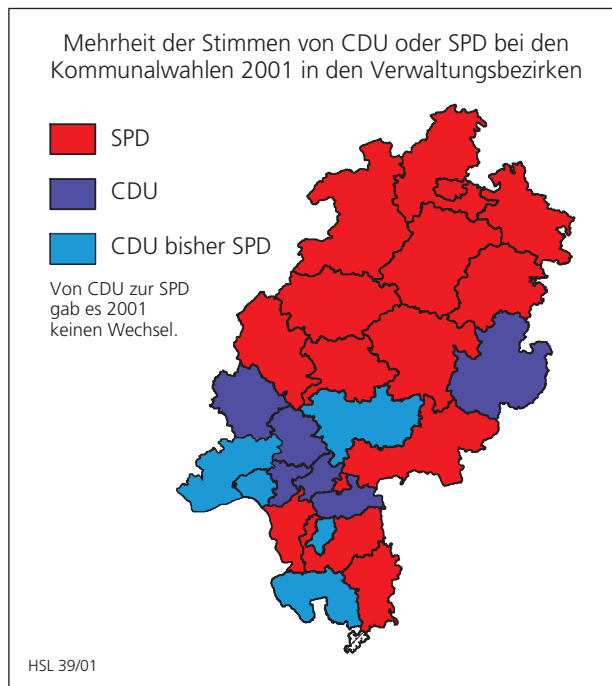 Mehrheit der Stimmen von CDU oder SPD bei den
Kommunalwahlen 2001 in den Verwaltungsbezirken
SPD
CDU
CDU bisher SPD
Von CDU zur SPD
gab es 2001
keinen Wechsel.
HSL 39/01